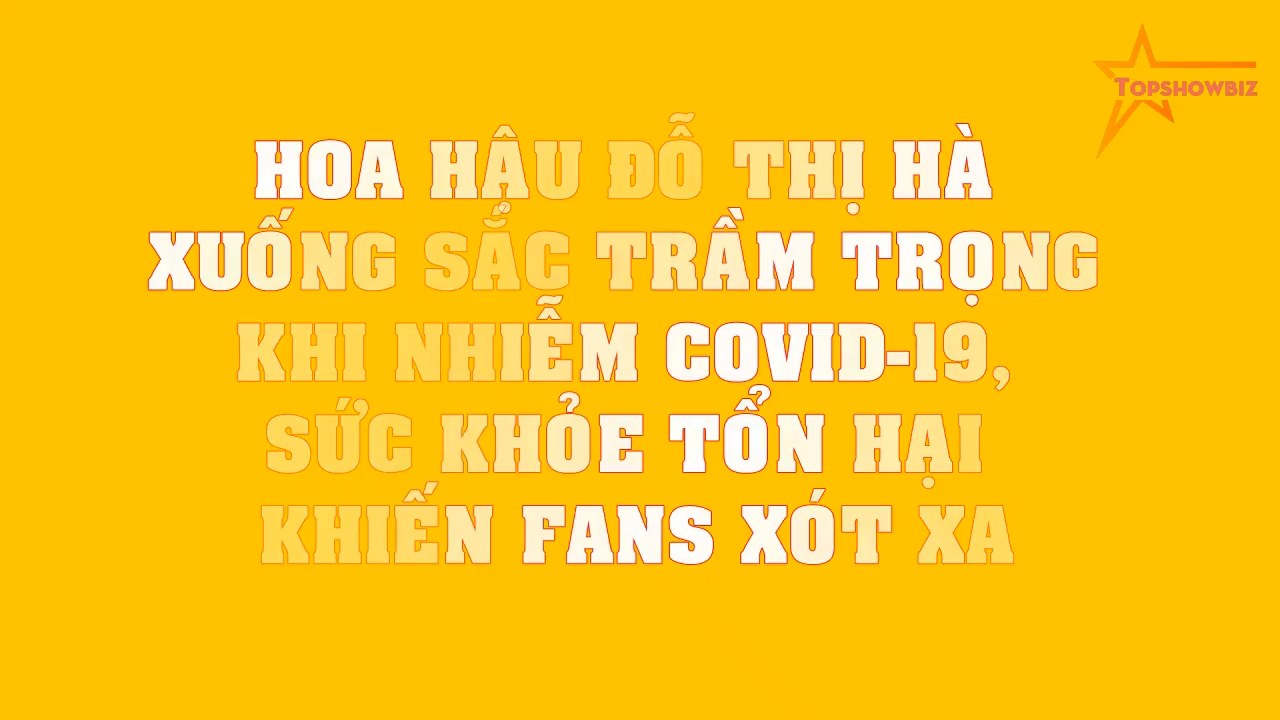 TOPSHOWBIZ
HOA HẬU ĐỖ THỊ HÀ
XUỐNG SẮC TRẦM TRỌNG
KHI NHIỄM COVID-19,
SỨC KHỎE TỔN HẠI
KHIẾN FANS XÓT XA